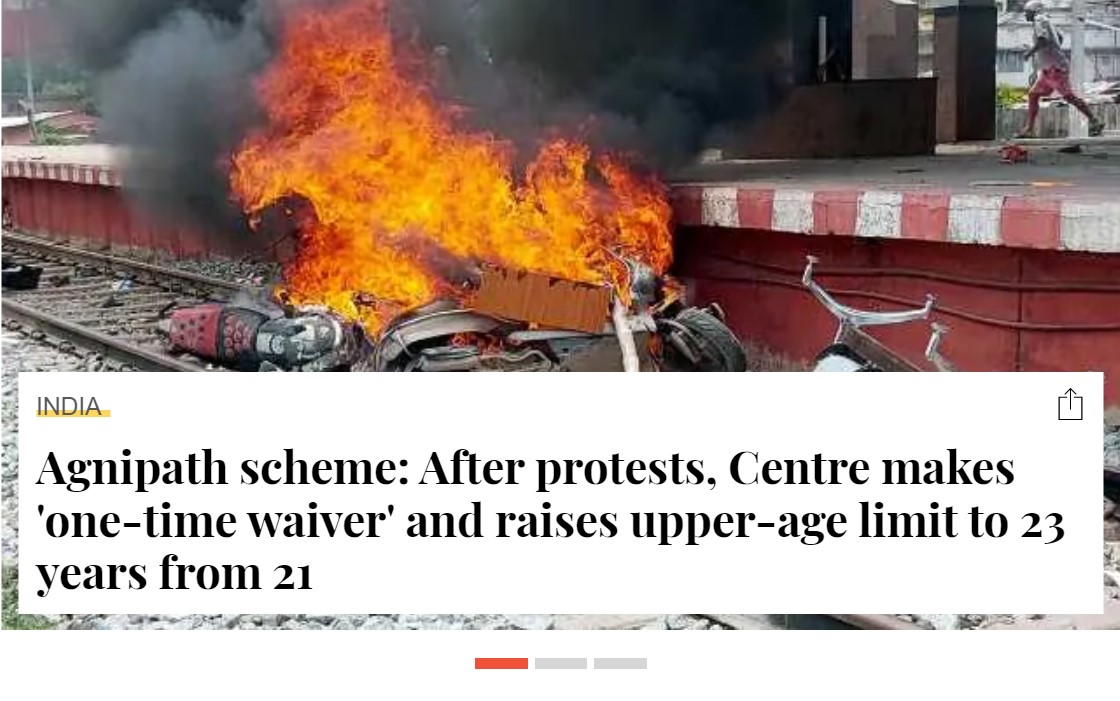 INDIA
Agnipath scheme: After protests, Centre makes
'one-time waiver' and raises upper-age limit to 23
years from 21